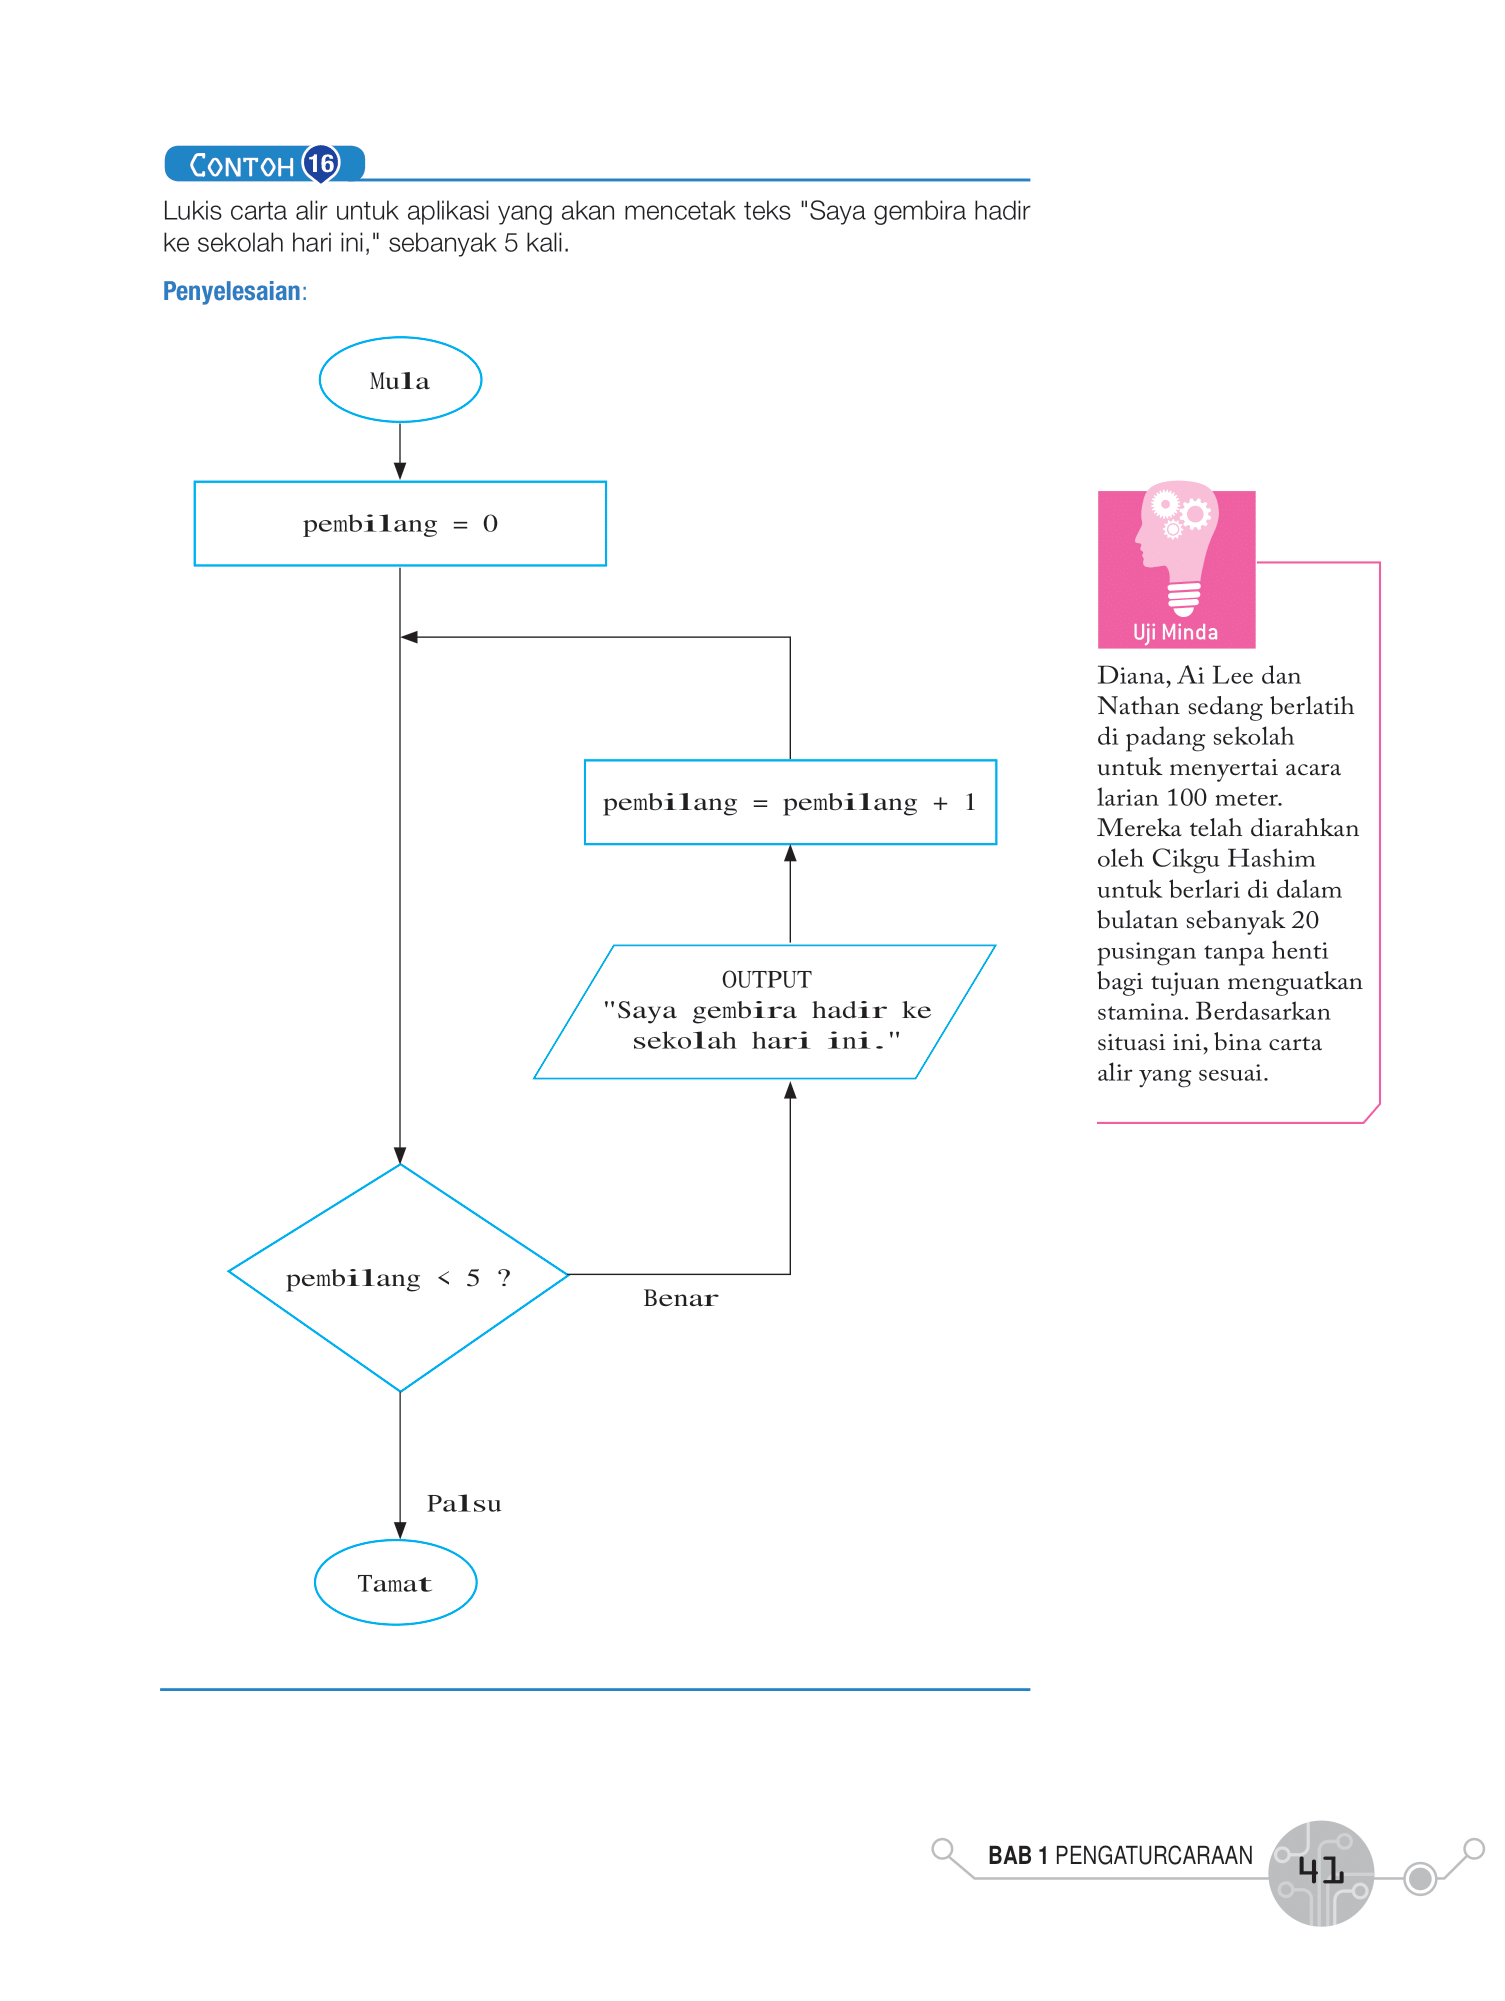 CONTOH 16
Lukis carta alir untuk aplikasi yang akan mencetak teks "Saya gembira hadir
ke sekolah hari ini," sebanyak 5 kali.
Penyelesaian:
Mula
pembilang = 0
pembilang = pembilang + 1
OUTPUT
"Saya gembira hadir ke
sekolah hari ini."
pembilang < 5 ?
Benar
Palsu
Tamat
Uji Minda
Diana, Ai Lee dan
Nathan sedang berlatih
di padang sekolah
untuk menyertai acara
larian 100 meter.
Mereka telah diarahkan
oleh Cikgu Hashim
untuk berlari di dalam
bulatan sebanyak 20
pusingan tanpa henti
bagi tujuan menguatkan
stamina. Berdasarkan
situasi ini, bina carta
alir yang sesuai.
BAB 1 PENGATURCARAAN
41